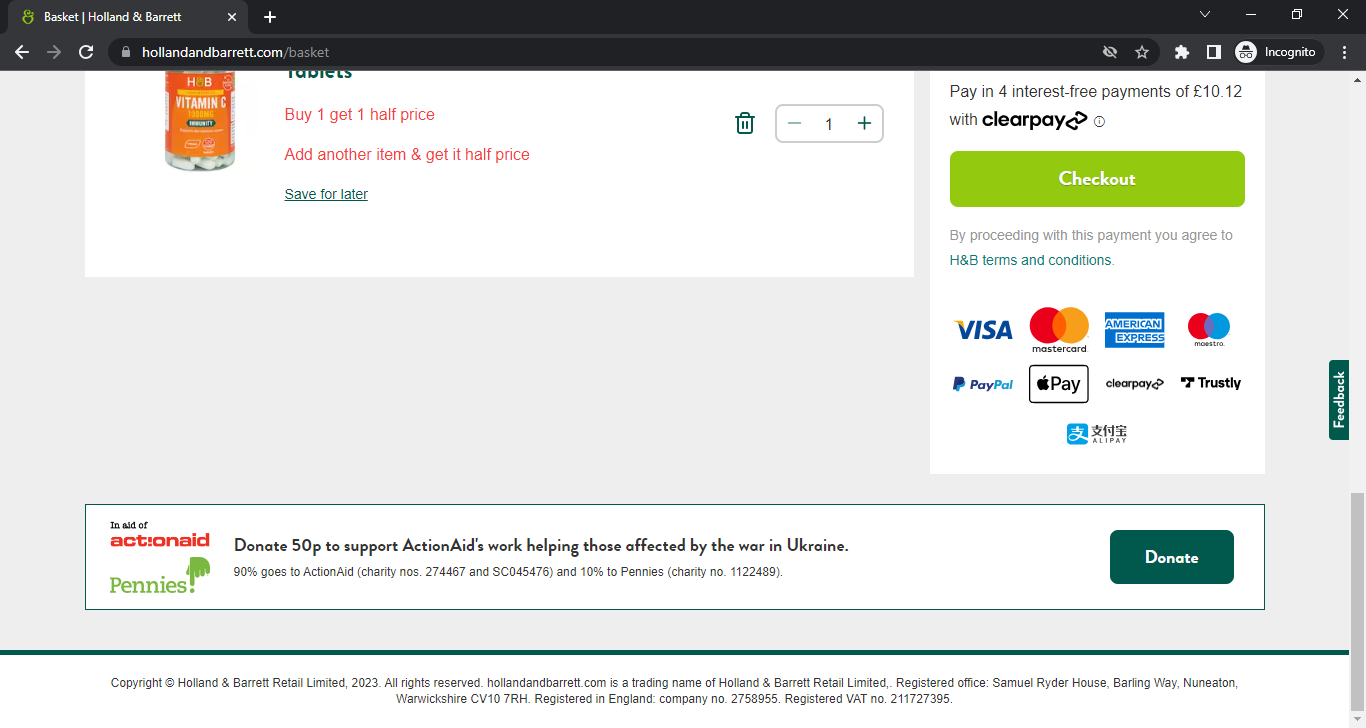 Basket | Holland & Barrett
hollandandbarrett.com/basket
Incognito
Tablets
H&B
VITAMIN C
1000MG
IMMUNITY
Buy 1 get 1 half price
1
Add another item & get it half price
Save for later
Pay in 4 interest-free payments of £10.12
with clearpay
Checkout
By proceeding with this payment you agree to
H&B terms and conditions.
VISA
mastercard.
AMERICAN
EXPRESS
maestro.
PayPal
Pay
clearpay
Trustly
支 支付宝
ALIPAY
Feedback
In aid of
act:onaid
Pennies!
Donate 50p to support ActionAid's work helping those affected by the war in Ukraine.
90% goes to ActionAid (charity nos. 274467 and SC045476) and 10% to Pennies (charity no. 1122489).
Donate
Copyright © Holland & Barrett Retail Limited, 2023. All rights reserved. hollandandbarrett.com is a trading name of Holland & Barrett Retail Limited,. Registered office: Samuel Ryder House, Barling Way, Nuneaton,
Warwickshire CV10 7RH. Registered in England: company no. 2758955. Registered VAT no. 211727395.